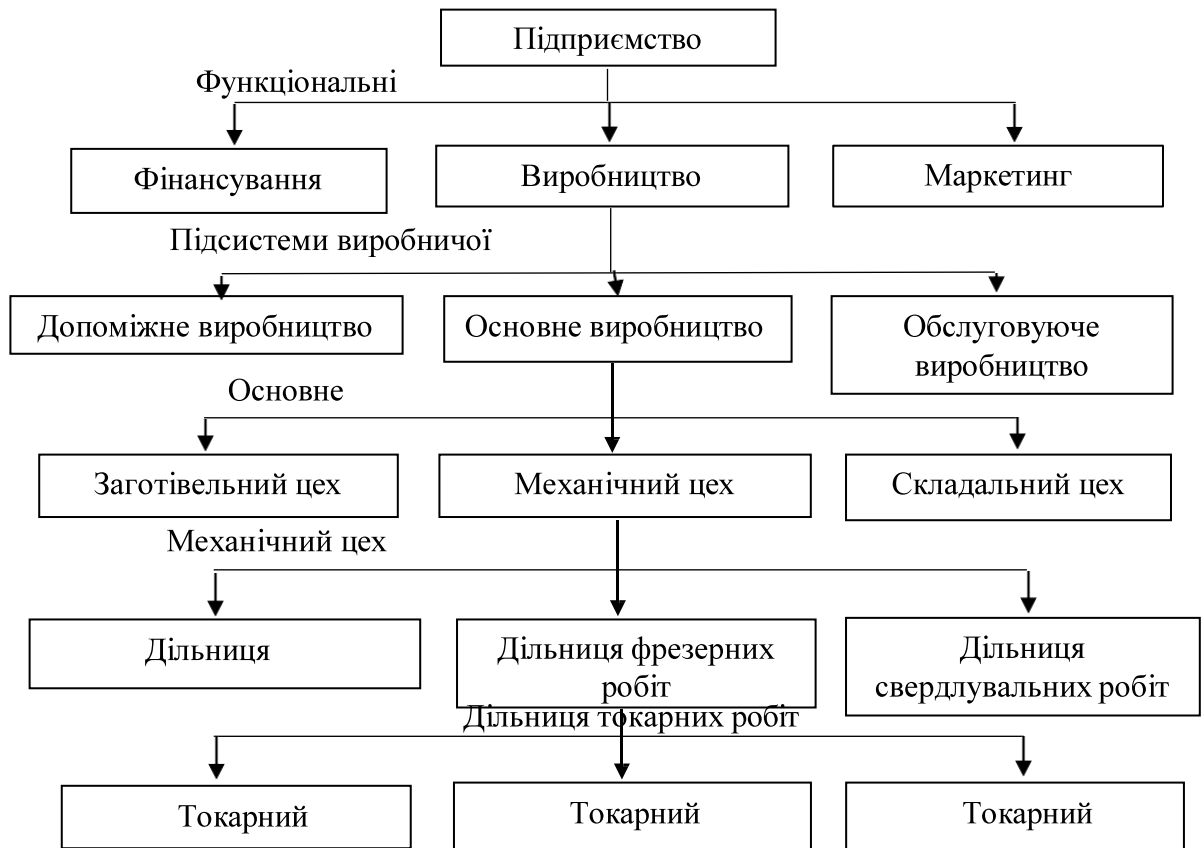 Підприємство
Функціональні
Фінансування
Виробництво
Маркетинг
Підсистеми виробничої
Допоміжне виробництво
Основне виробництво
Обслуговуюче
виробництво
Основне
Заготівельний цех
Механічний цех
Складальний цех
Механічний цех
Дільниця
Дільниця фрезерних
робіт
Дільниця
свердлувальних робіт
Дільниця токарних робіт
Токарний
Токарний
Токарний